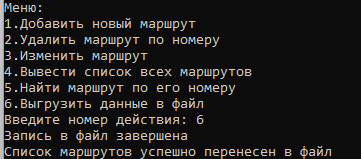 Меню:
1.Добавить новый маршрут
2.Удалить маршрут по номеру
3.Изменить маршрут
4.Вывести список всех маршрутов
5.Найти маршрут по его номеру
6.Выгрузить данные в файл
Введите номер действия: 6
Запись в файл завершена
Список маршрутов успешно перенесен в файл